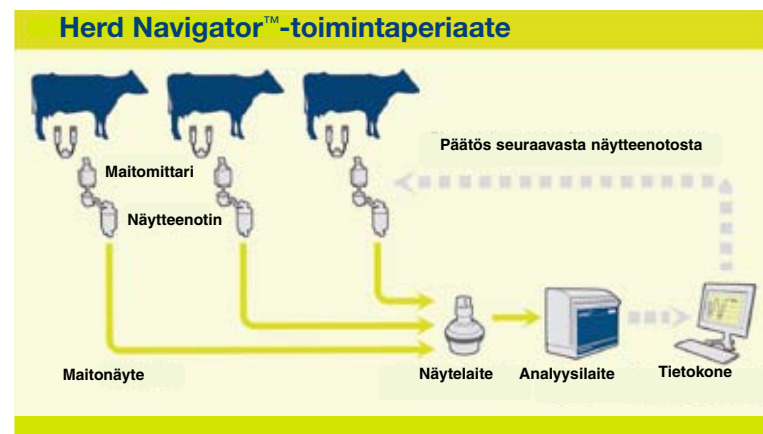 Herd Navigator™-toimintaperiaate
Päätös seuraavasta näytteenotosta
Maitomittari
Näytteenotin
Maitonäyte
Näytelaite
Analyysilaite
Tietokone